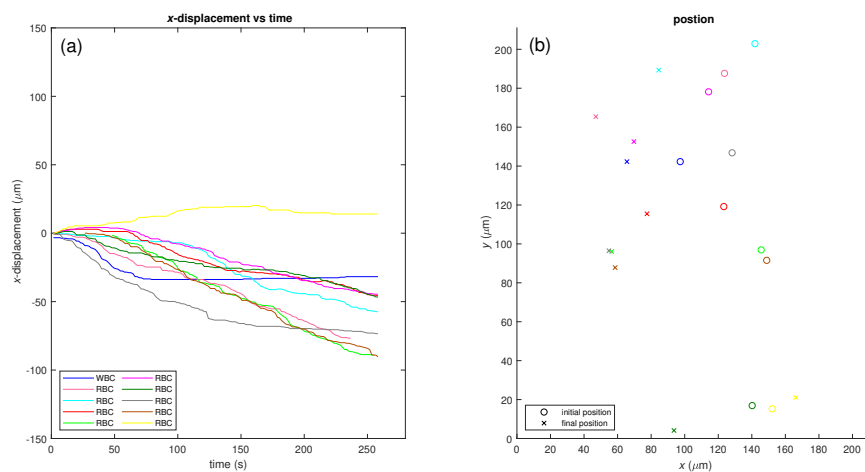 x-displacement vs time
(a)
150
100
50
0
-50
-100
-150
x-displacement (μm)
WBC RBC
RBC RBC
RBC RBC
RBC RBC
RBC RBC
0 50 100 150 200 250
time (s)
postion
(b)
200
180
160
140
120
100
80
60
40
20
0
y (μm)
initial position
final position
0 20 40 60 80 100 120 140 160 180 200
x (μm)